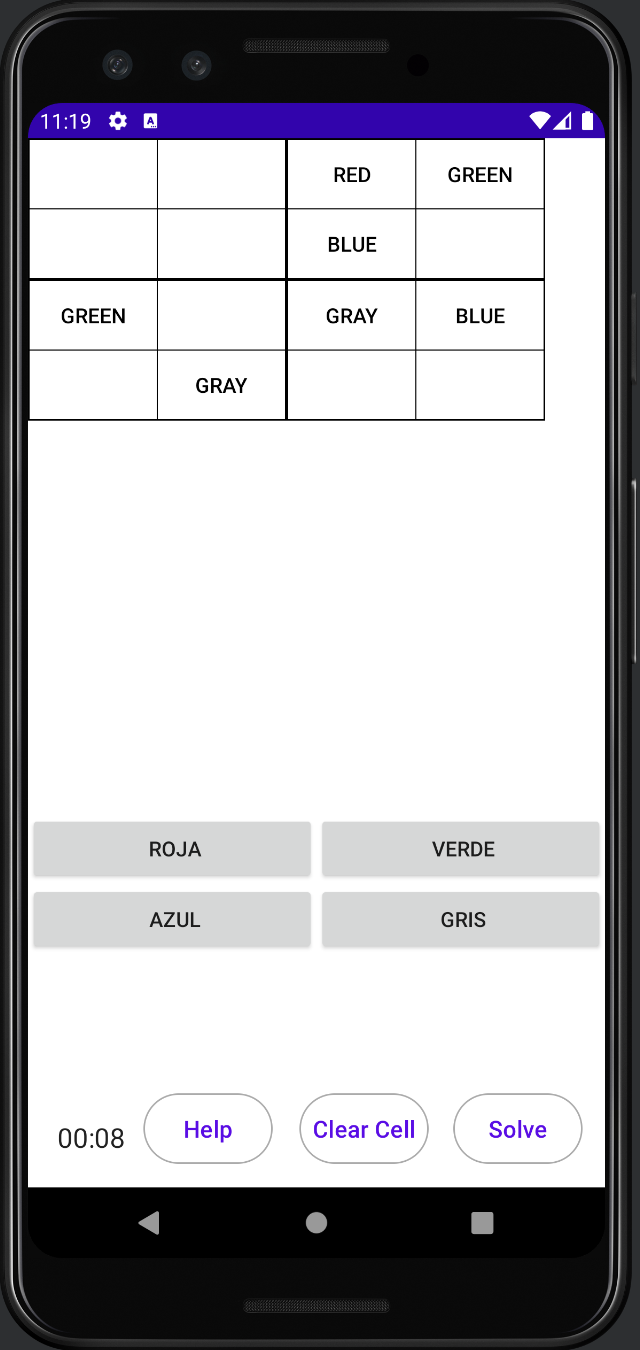 11:19
RED GREEN
BLUE
GREEN GRAY BLUE
GRAY
ROJA VERDE
AZUL GRIS
00:08 Help Clear Cell Solve